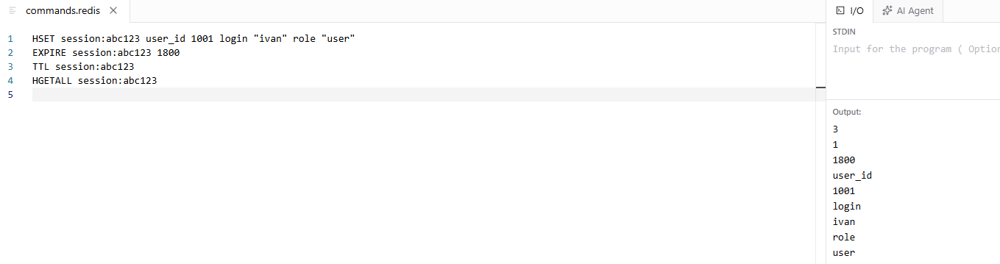 commands.redis
I/O
AI Agent
1 HSET session:abc123 user_id 1001 login "ivan" role "user"
2 EXPIRE session:abc123 1800
3 TTL session:abc123
4 HGETALL session:abc123
5
STDIN
Input for the program ( Optio
Output:
3
1
1800
user_id
1001
login
ivan
role
user